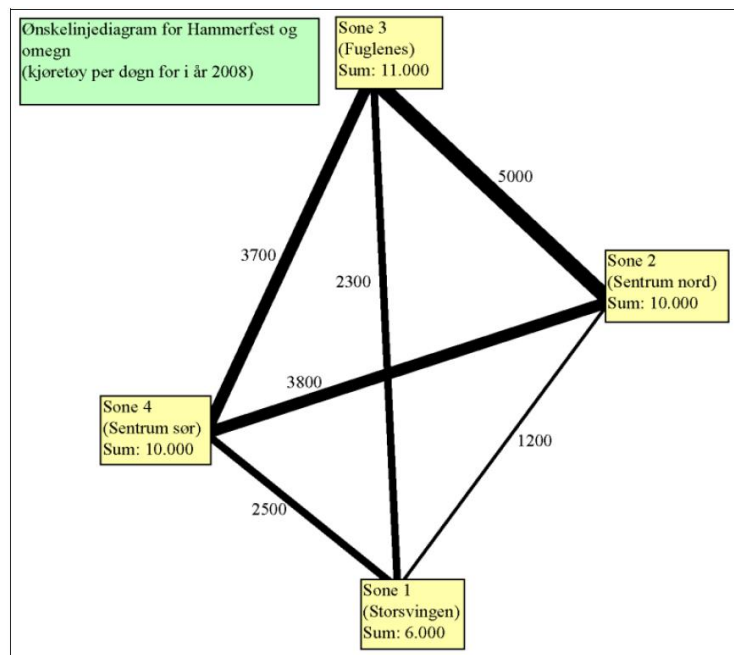 Ønskelinjediagram for Hammerfest og
omegn
(kjøretøy per døgn for i år 2008)
Sone 3
(Fuglenes)
Sum: 11.000
5000
3700
2300
Sone 2
(Sentrum nord)
Sum: 10.000
3800
Sone 4
(Sentrum sør)
Sum: 10.000
1200
2500
Sone 1
(Storsvingen)
Sum: 6.000